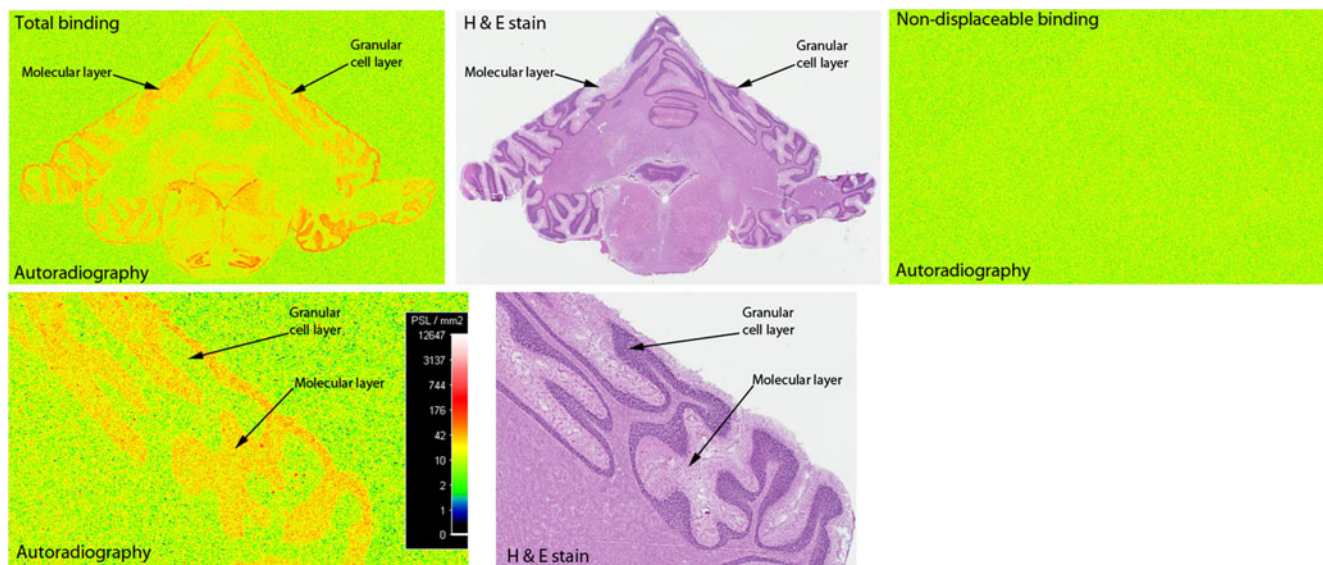 Total binding
Molecular layer
Granular
cell layer
Autoradiography
H & E stain
Molecular layer
Granular
cell layer
Non-displaceable binding
Autoradiography
Granular
cell layer
Molecular layer
PSL / mm2
12647
3137
744
176
42
10
2
1
0
Autoradiography
Granular
cell layer
Molecular layer
H & E stain